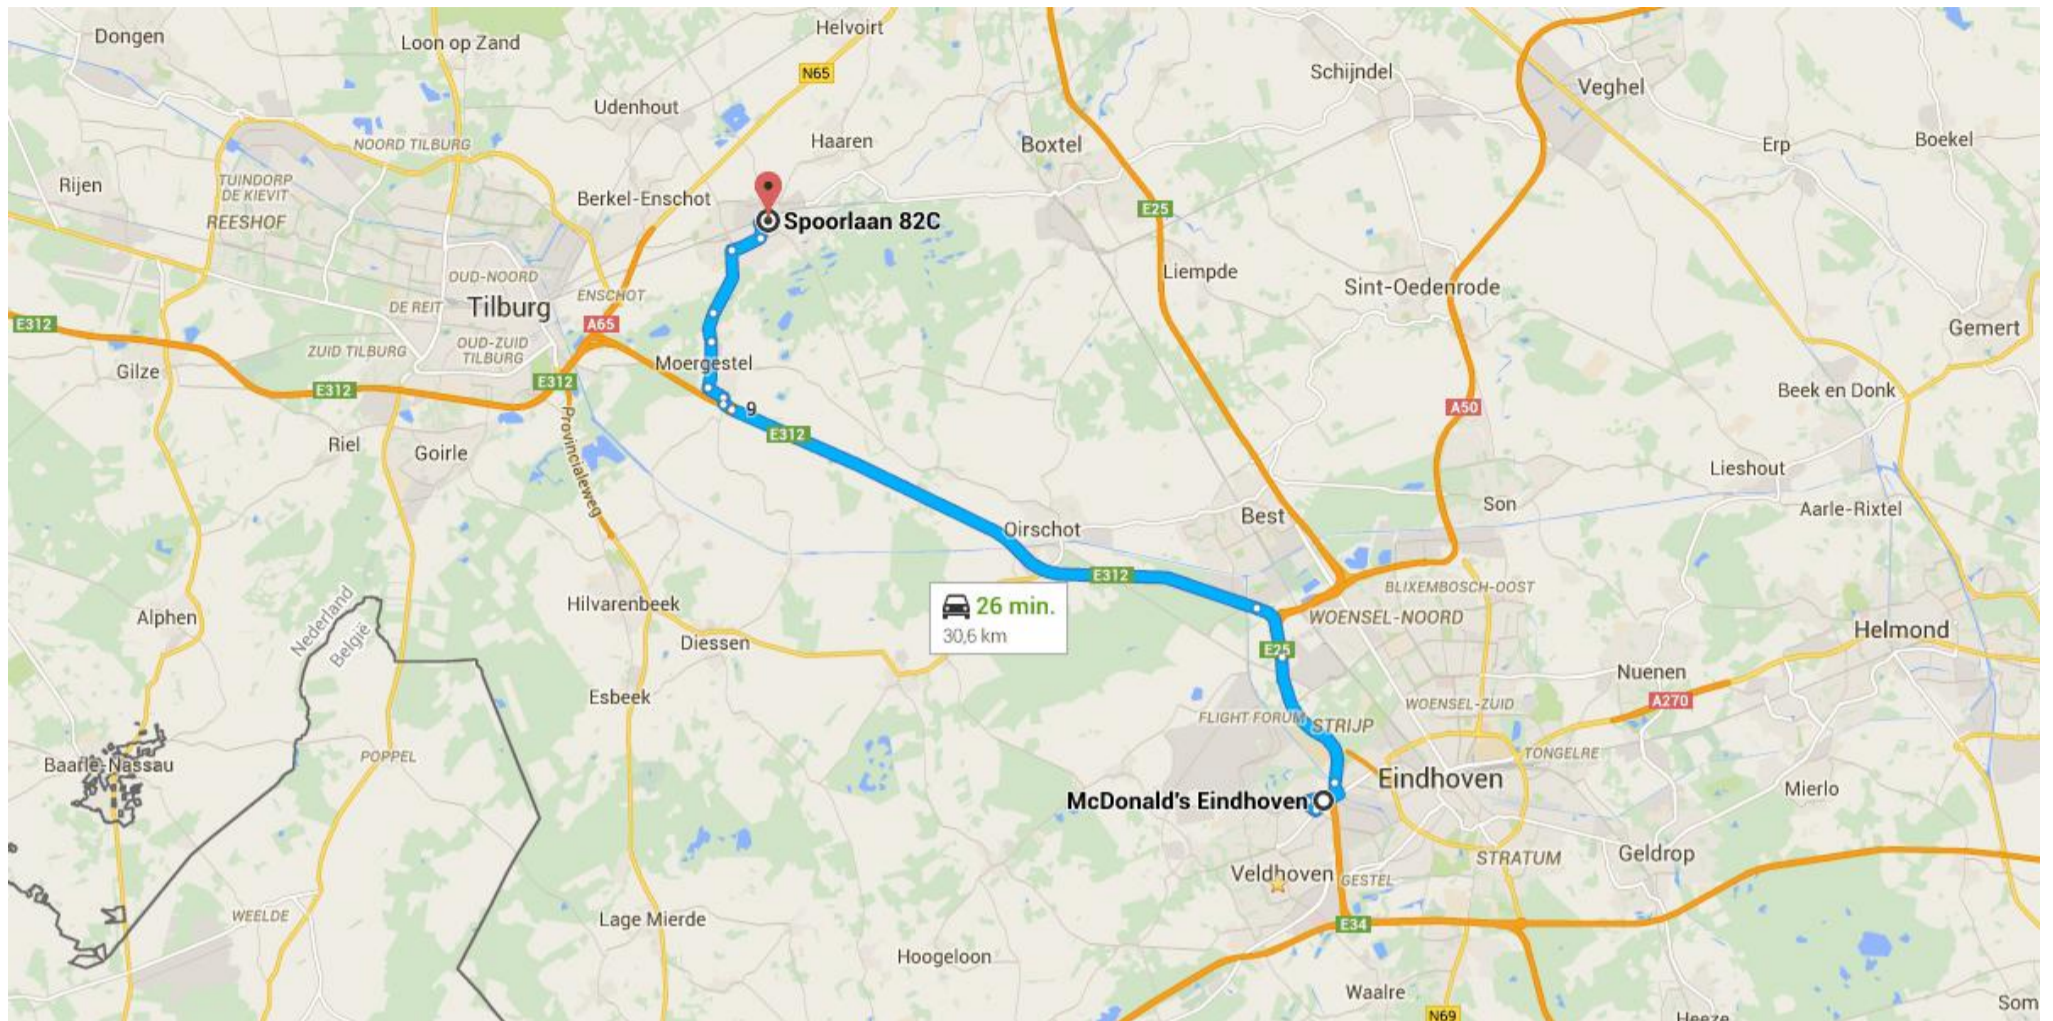 Dongen
Loon op Zand
Helvoirt
N65
Schijndel
Veghel
Udenhout
Haaren
Boxtel
NOORD TILBURG
Erp
Boekel
Rijen
TUINDORP
DE KIEVIT
REESHOF
Berkel-Enschot
Spoorlaan 82C
E25
Liempde
Sint-Oedenrode
OUD-NOORD
DE REIT
Tilburg
ENSCHOT
A65
E312
Gemert
ZUID TILBURG
OUD-ZUID
TILBURG
Moergestel
Gilze
E312
E312
9
E312
A50
Beek en Donk
Riel
Goirle
Provincialeweg
Lieshout
Aarle-Rixtel
Son
Best
Oirschot
E312
26 min.
30,6 km
BLIXEMBOSCH-OOST
WOENSEL-NOORD
Nederland
België
Alphen
Hilvarenbeek
Diessen
E25
Helmond
Nuenen
A270
Esbeek
FLIGHT FORUM
STRIJP
WOENSEL-ZUID
TONGELRE
Baarle-Nassau
POPPEL
Eindhoven
McDonald's Eindhoven
Mierlo
STRATUM
Geldrop
Veldhoven
GESTEL
WEELDE
Lage Mierde
E34
Hoogeloon
Waalre
N69
Heeze
Som